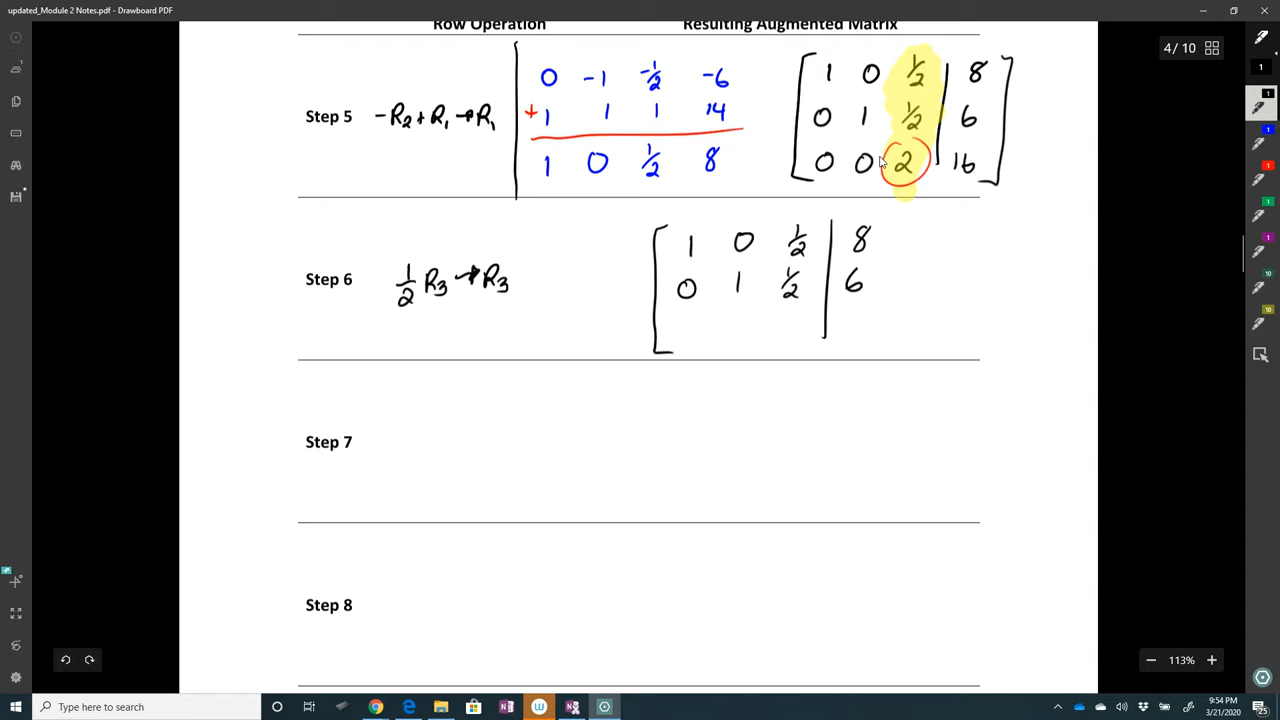 updated_Module 2 Notes.pdf - Drawboard PDF
Row Operation Resulting Augmented Matrix
4 / 10
1
Step 5 -R₂ + R₁ → R₁
0 -1 -1/2 -6
+ 1 1 1 14
1 0 1/2 8
1 0 1/2 | 8
0 1 1/2 | 6
0 0 2 | 16
Step 6 1/2 R₃ → R₃
1 0 1/2 | 8
0 1 1/2 | 6
Step 7
Step 8
113%
Type here to search
9:54 PM
3/21/2020